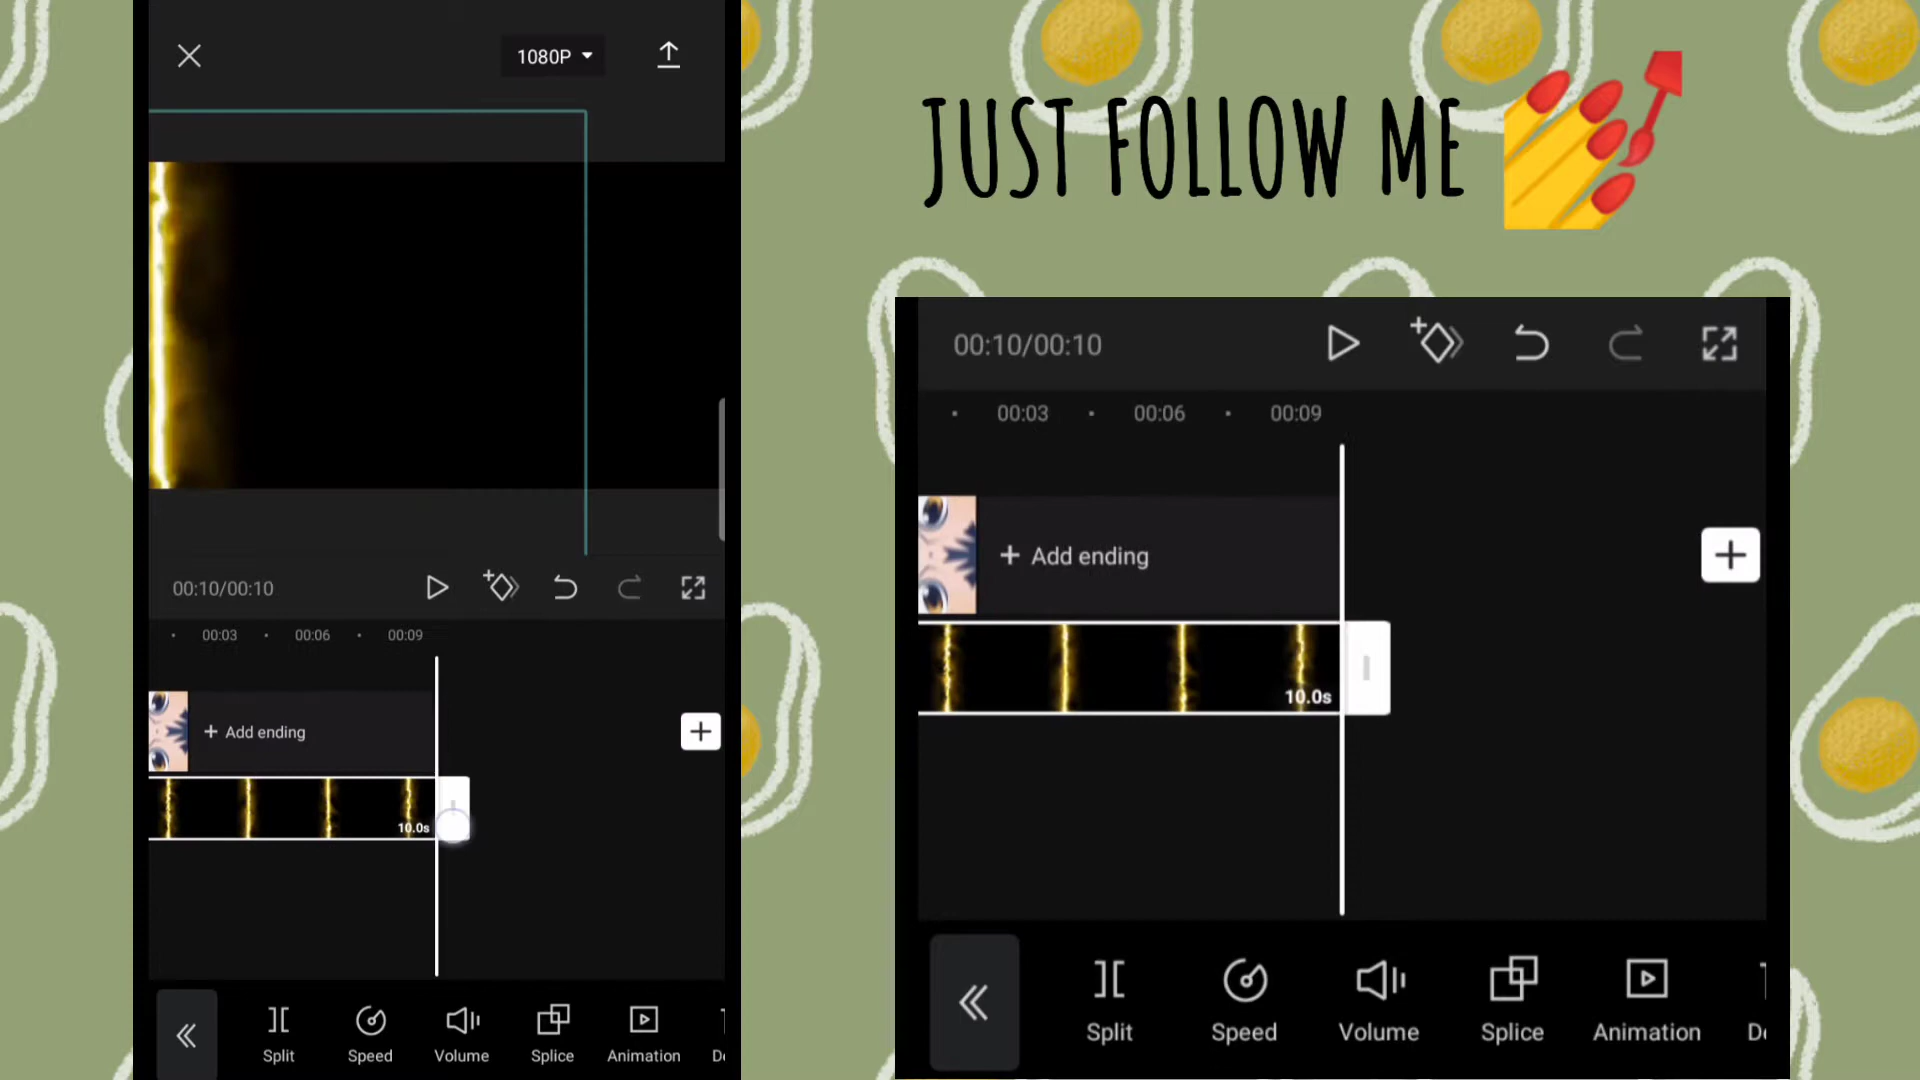 1080P
00:10/00:10
00:03
00:06
00:09
+ Add ending
10.0s
Split
Speed
Volume
Splice
Animation
JUST FOLLOW ME
00:10/00:10
00:03
00:06
00:09
+ Add ending
10.0s
Split
Speed
Volume
Splice
Animation